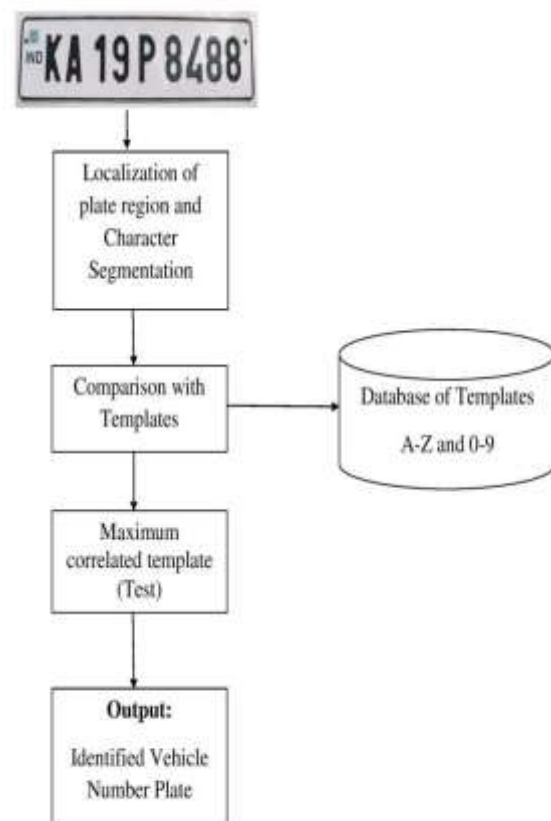 IND
KA 19 P 8488
Localization of
plate region and
Character
Segmentation
Comparison with
Templates
Database of Templates
A-Z and 0-9
Maximum
correlated template
(Test)
Output:
Identified Vehicle
Number Plate